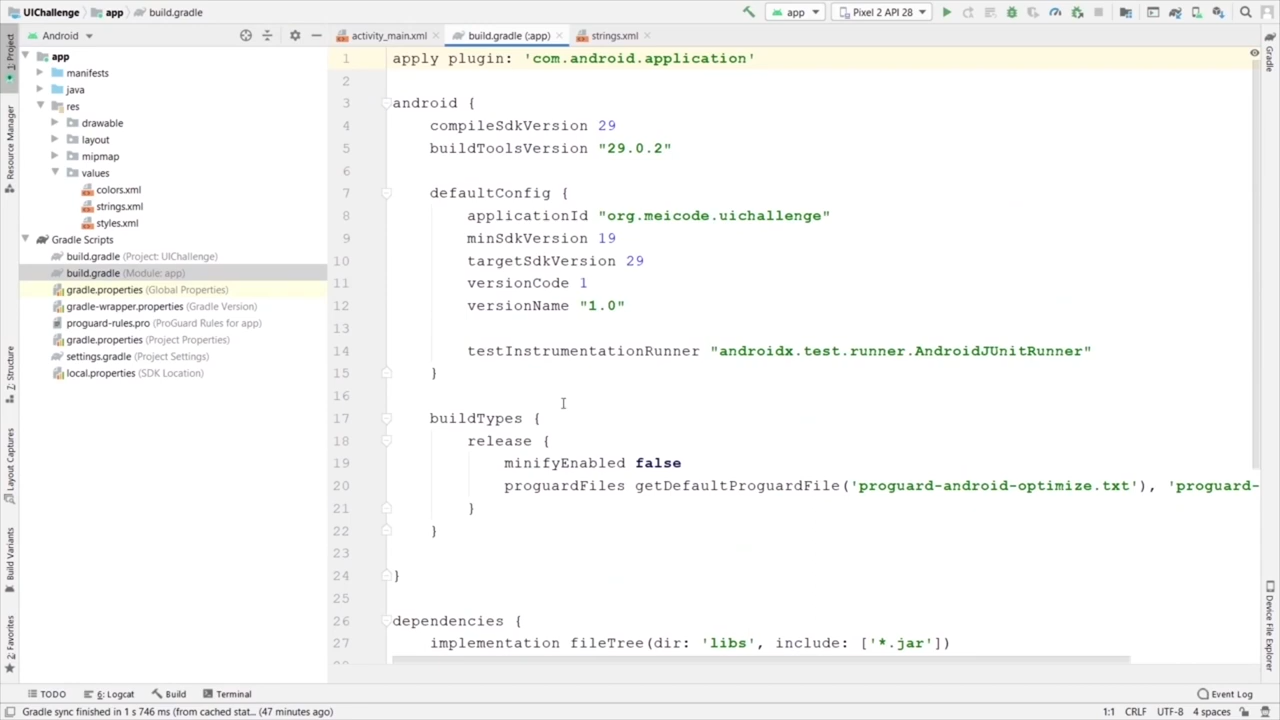 UIChallenge app build.gradle
app Pixel 2 API 28
Android
activity_main.xml build.gradle (:app) strings.xml
1: Project
Resource Manager
Z: Structure
Layout Captures
Build Variants
2: Favorites
app
manifests
java
res
drawable
layout
mipmap
values
colors.xml
strings.xml
styles.xml
Gradle Scripts
build.gradle (Project: UIChallenge)
build.gradle (Module: app)
gradle.properties (Global Properties)
gradle-wrapper.properties (Gradle Version)
proguard-rules.pro (ProGuard Rules for app)
gradle.properties (Project Properties)
settings.gradle (Project Settings)
local.properties (SDK Location)
1 apply plugin: 'com.android.application'
2
3 android {
4 compileSdkVersion 29
5 buildToolsVersion "29.0.2"
6
7 defaultConfig {
8 applicationId "org.meicode.uichallenge"
9 minSdkVersion 19
10 targetSdkVersion 29
11 versionCode 1
12 versionName "1.0"
13
14 testInstrumentationRunner "androidx.test.runner.AndroidJUnitRunner"
15 }
16
17 buildTypes {
18 release {
19 minifyEnabled false
20 proguardFiles getDefaultProguardFile('proguard-android-optimize.txt'), 'proguard-
21 }
22 }
23
24 }
25
26 dependencies {
27 implementation fileTree(dir: 'libs', include: ['*.jar'])
Gradle
Device File Explorer
TODO 6: Logcat Build Terminal Event Log
Gradle sync finished in 1 s 746 ms (from cached stat... (47 minutes ago) 1:1 CRLF UTF-8 4 spaces